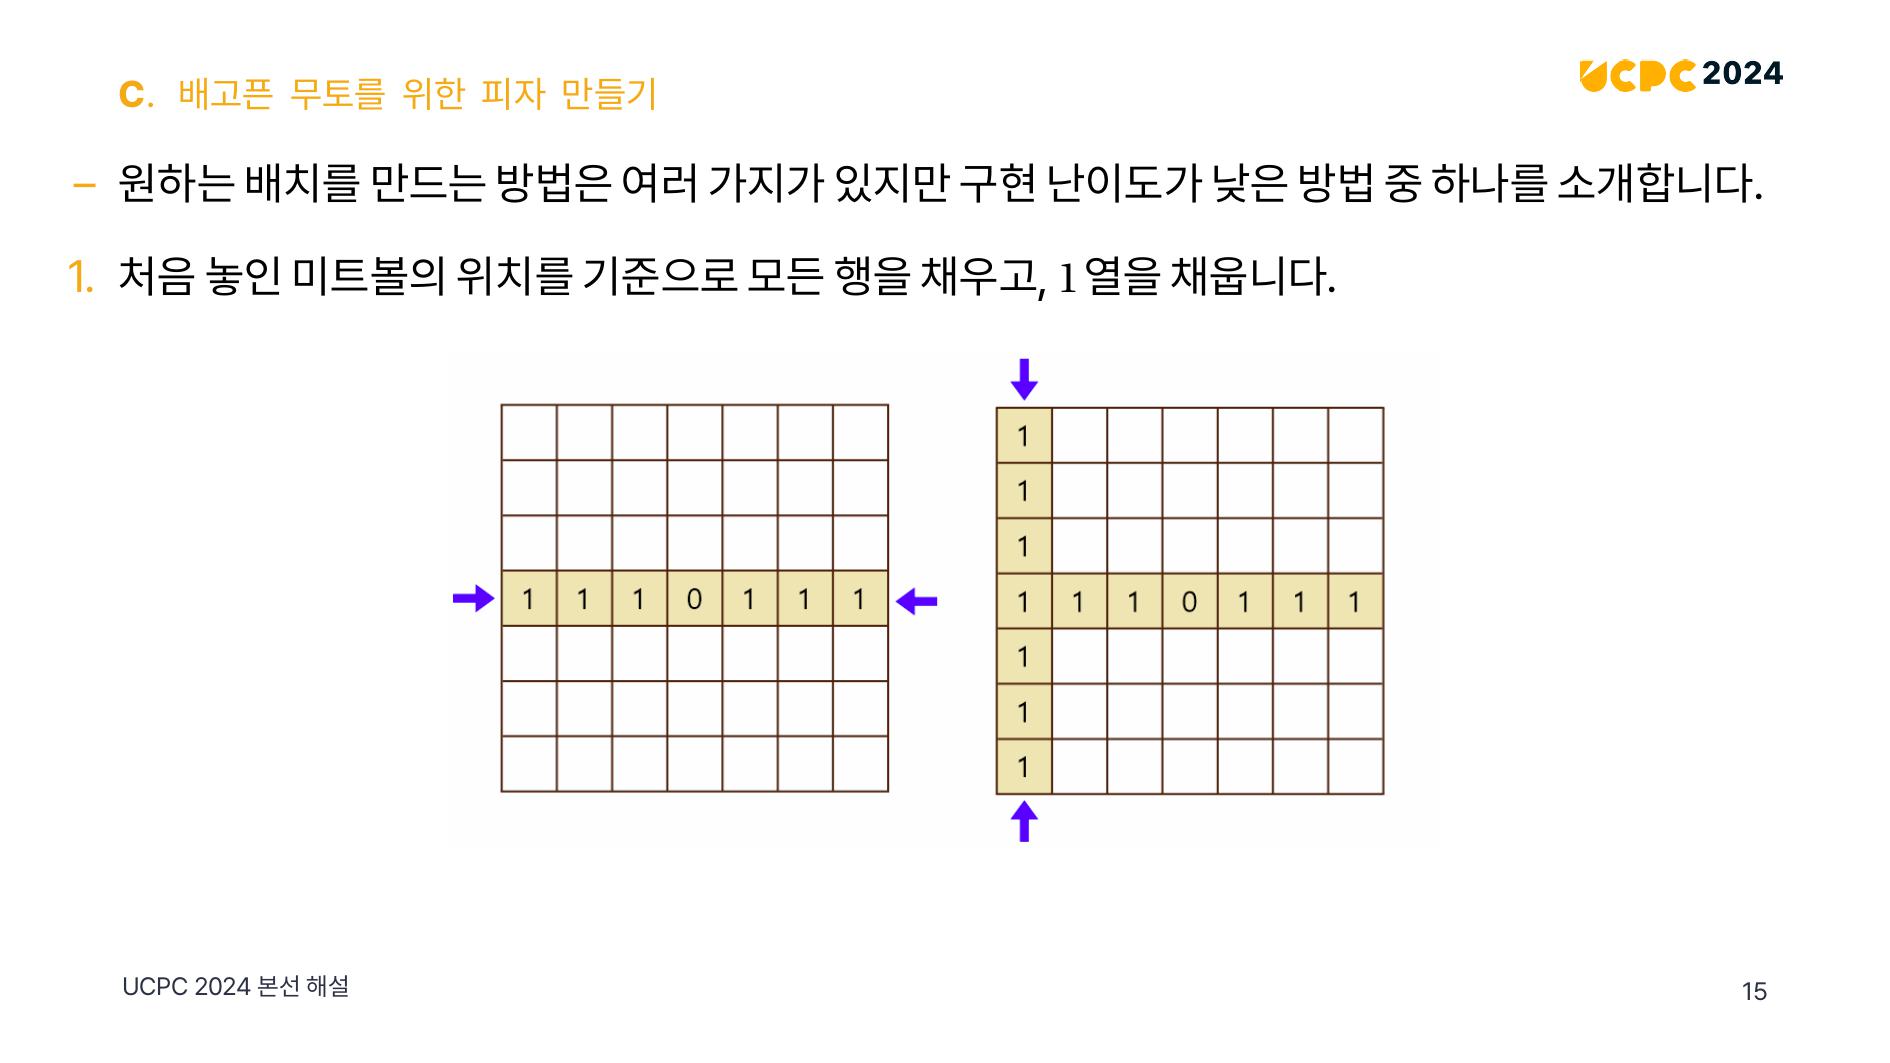 C. 배고픈 무토를 위한 피자 만들기
UCPC 2024
– 원하는 배치를 만드는 방법은 여러 가지가 있지만 구현 난이도가 낮은 방법 중 하나를 소개합니다.
1. 처음 놓인 미트볼의 위치를 기준으로 모든 행을 채우고, 1열을 채웁니다.
1 1 1 0 1 1 1
1
1
1
1 1 1 0 1 1 1
1
1
1
UCPC 2024 본선 해설
15